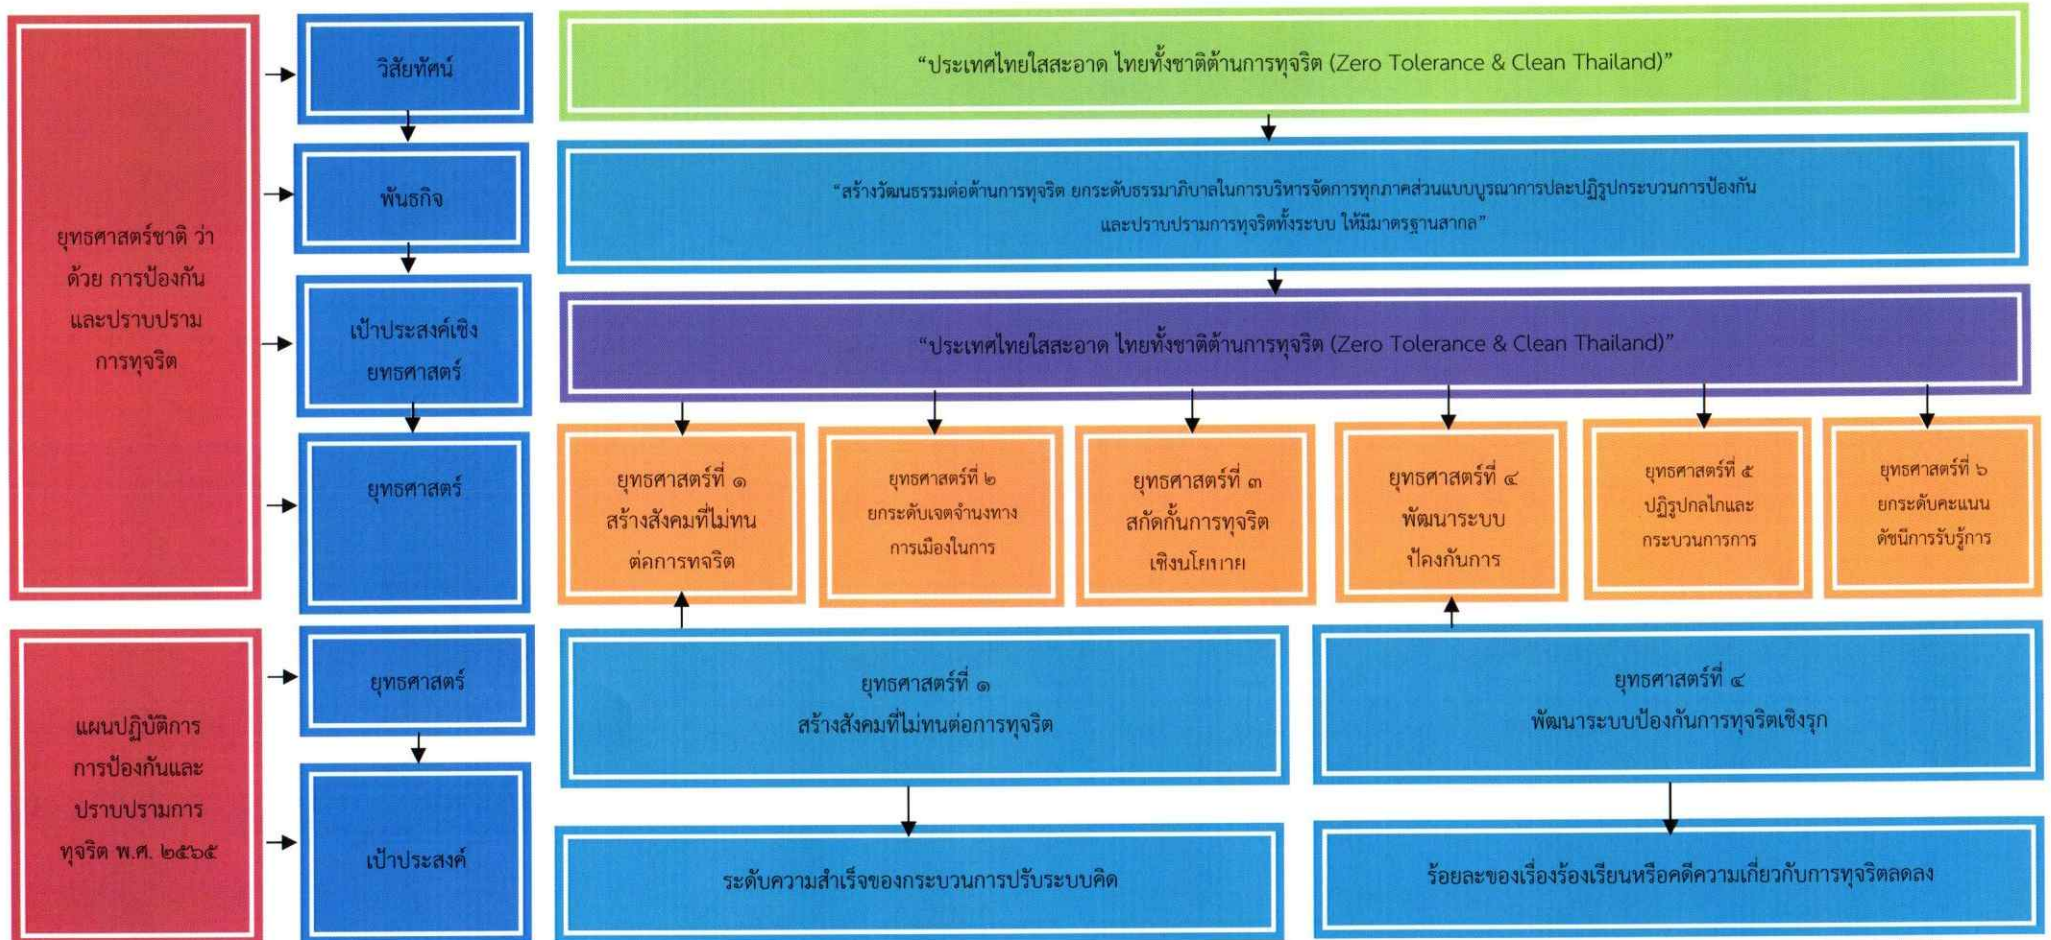 ยุทธศาสตร์ชาติ ว่า
ด้วย การป้องกัน
และปราบปราม
การทุจริต
วิสัยทัศน์
“ประเทศไทยใสสะอาด ไทยทั้งชาติต้านการทุจริต (Zero Tolerance & Clean Thailand)”
พันธกิจ
“สร้างวัฒนธรรมต่อต้านการทุจริต ยกระดับธรรมาภิบาลในการบริหารจัดการทุกภาคส่วนแบบบูรณาการปละปฏิรูปกระบวนการป้องกัน
และปราบปรามการทุจริตทั้งระบบ ให้มีมาตรฐานสากล”
เป้าประสงค์เชิง
ยทธศาสตร์
“ประเทศไทยใสสะอาด ไทยทั้งชาติต้านการทุจริต (Zero Tolerance & Clean Thailand)”
ยุทธศาสตร์
ยุทธศาสตร์ที่ ๑
สร้างสังคมที่ไม่ทน
ต่อการทจริต
ยุทธศาสตร์ที่ ๒
ยกระดับเจตจำนงทาง
การเมืองในการ
ยุทธศาสตร์ที่ ๓
สกัดกั้นการทุจริต
เชิงนโยบาย
ยุทธศาสตร์ที่ ๔
พัฒนาระบบ
ป้องกันการ
ยุทธศาสตร์ที่ ๕
ปฏิรูปกลไกและ
กระบวนการการ
ยุทธศาสตร์ที่ ๖
ยกระดับคะแนน
ดัชนีการรับรู้การ
แผนปฏิบัติการ
การป้องกันและ
ปราบปรามการ
ทุจริต พ.ศ. ๒๕๖๕
ยุทธศาสตร์
ยุทธศาสตร์ที่ ๑
สร้างสังคมที่ไม่ทนต่อการทุจริต
ยุทธศาสตร์ที่ ๔
พัฒนาระบบป้องกันการทุจริตเชิงรุก
เป้าประสงค์
ระดับความสำเร็จของกระบวนการปรับระบบคิด
ร้อยละของเรื่องร้องเรียนหรือคดีความเกี่ยวกับการทุจริตลดลง